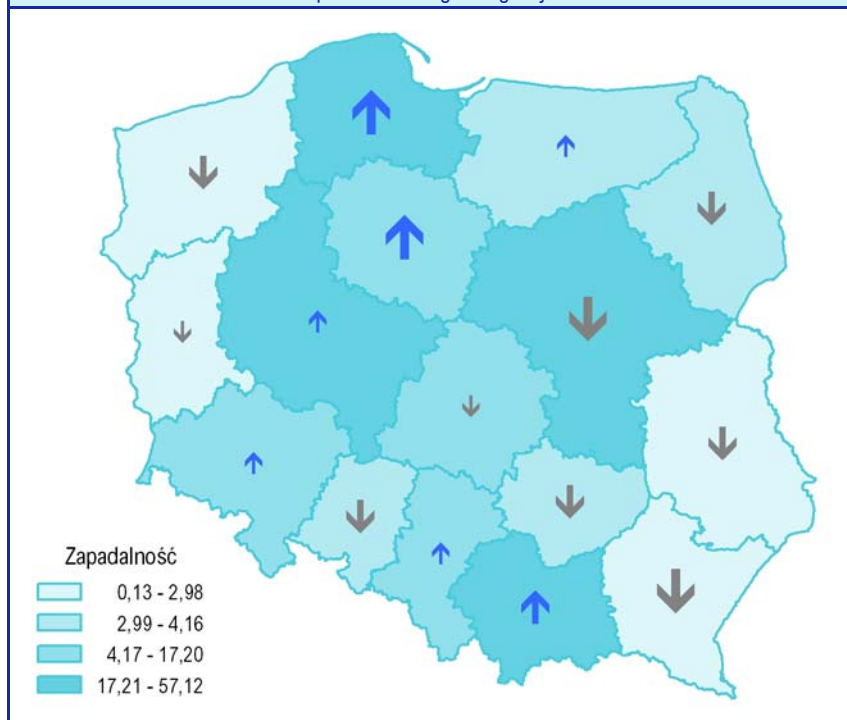 Zapadalność
0,13 - 2,98
2,99 - 4,16
4,17 - 17,20
17,21 - 57,12